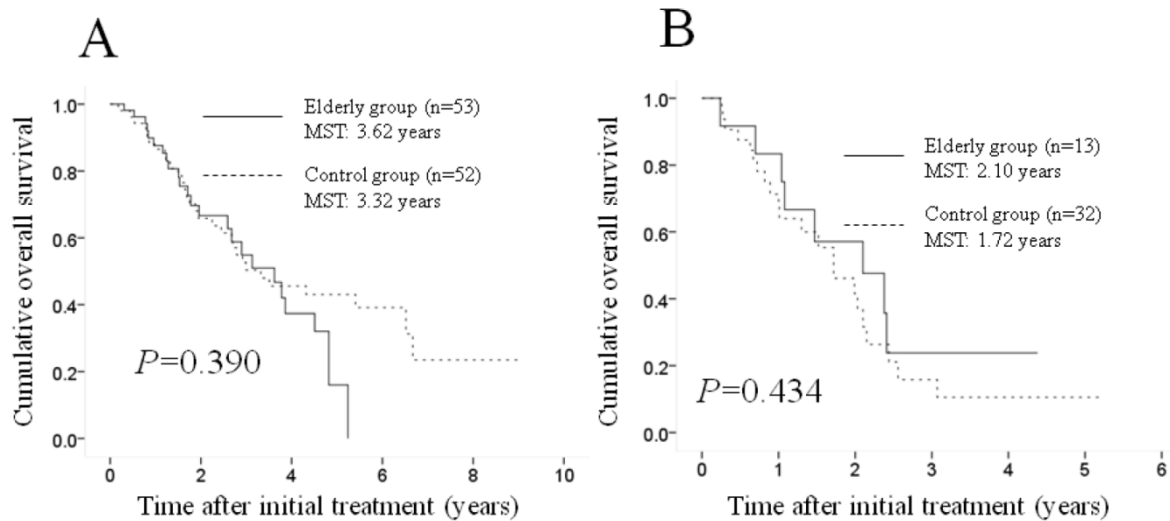 A
Cumulative overall survival
1.0
0.8
0.6
0.4
0.2
0.0
Elderly group (n=53)
MST: 3.62 years
Control group (n=52)
MST: 3.32 years
P=0.390
0 2 4 6 8 10
Time after initial treatment (years)
B
Cumulative overall survival
1.0
0.8
0.6
0.4
0.2
0.0
Elderly group (n=13)
MST: 2.10 years
Control group (n=32)
MST: 1.72 years
P=0.434
0 1 2 3 4 5 6
Time after initial treatment (years)